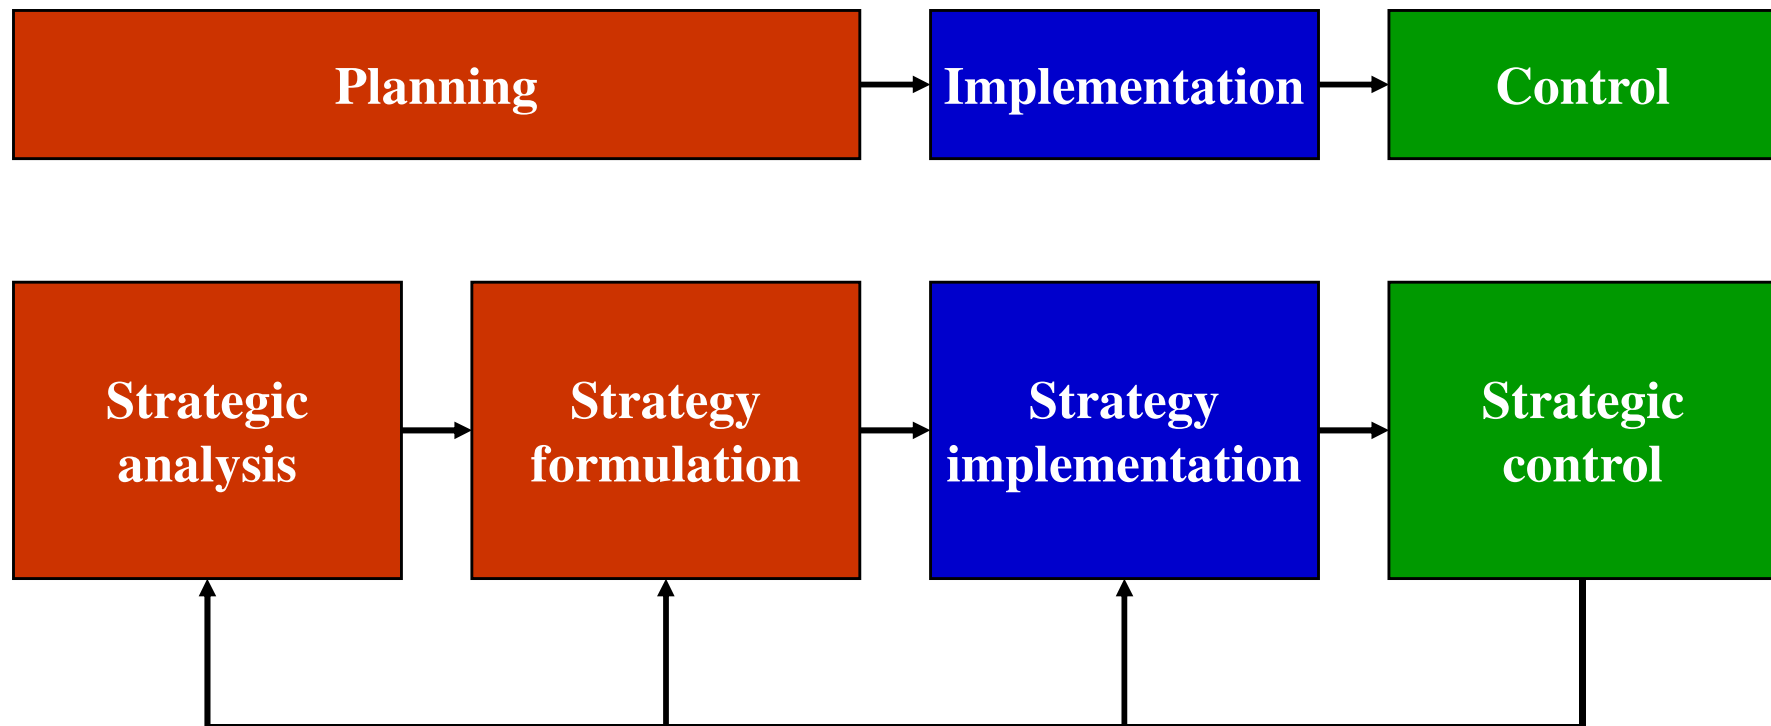 Planning
Implementation
Control
Strategic
analysis
Strategy
formulation
Strategy
implementation
Strategic
control